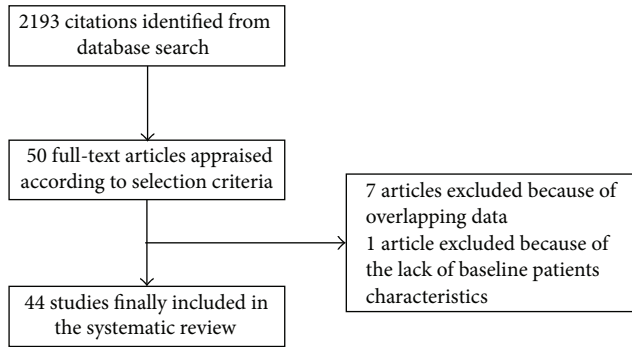 2193 citations identified from
database search
50 full-text articles appraised
according to selection criteria
7 articles excluded because of
overlapping data
1 article excluded because of
the lack of baseline patients
characteristics
44 studies finally included in
the systematic review